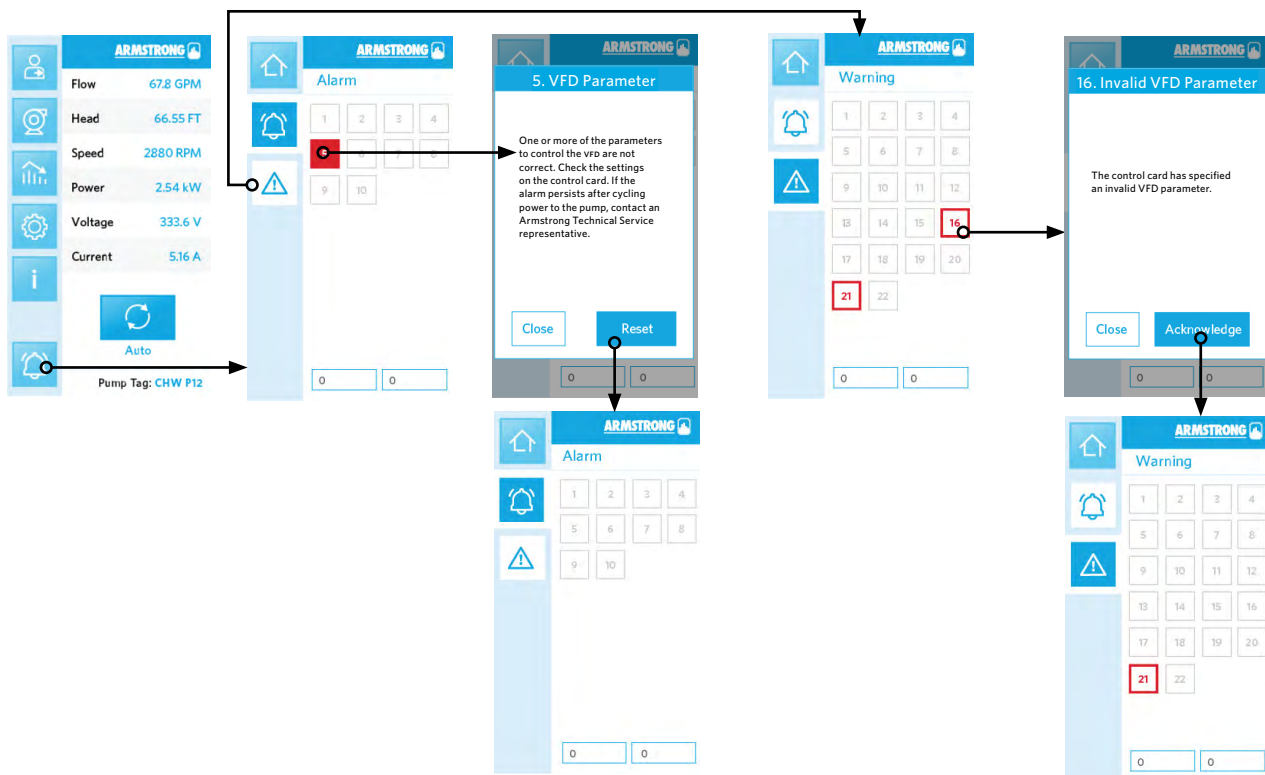 ARMSTRONG
Flow 67.8 GPM
Head 66.55 FT
Speed 2880 RPM
Power 2.54 kW
Voltage 333.6 V
Current 5.16 A
i
Auto
Pump Tag: CHW P12
ARMSTRONG
Alarm
1 2 3 4
5 6 7 8
9 10
0 0
ARMSTRONG
5. VFD Parameter
One or more of the parameters
to control the VFD are not
correct. Check the settings
on the control card. If the
alarm persists after cycling
power to the pump, contact an
Armstrong Technical Service
representative.
Close Reset
0 0
ARMSTRONG
Alarm
1 2 3 4
5 6 7 8
9 10
0 0
ARMSTRONG
Warning
1 2 3 4
5 6 7 8
9 10 11 12
13 14 15 16
17 18 19 20
21 22
0 0
ARMSTRONG
16. Invalid VFD Parameter
The control card has specified
an invalid VFD parameter.
Close Acknowledge
0 0
ARMSTRONG
Warning
1 2 3 4
5 6 7 8
9 10 11 12
13 14 15 16
17 18 19 20
21 22
0 0